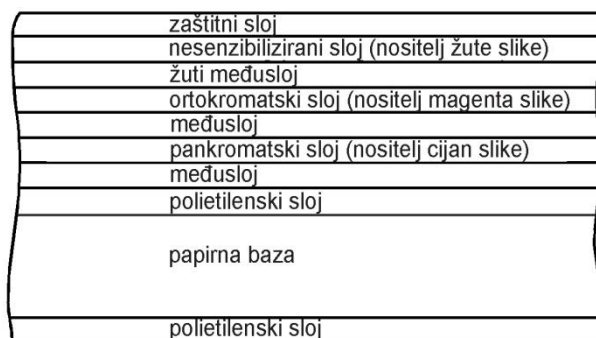 zaštitni sloj
nesenzibilizirani sloj (nositelj žute slike)
žuti međusloj
ortokromatski sloj (nositelj magenta slike)
međusloj
pankromatski sloj (nositelj cijan slike)
međusloj
polietilenski sloj
papirna baza
polietilenski sloj